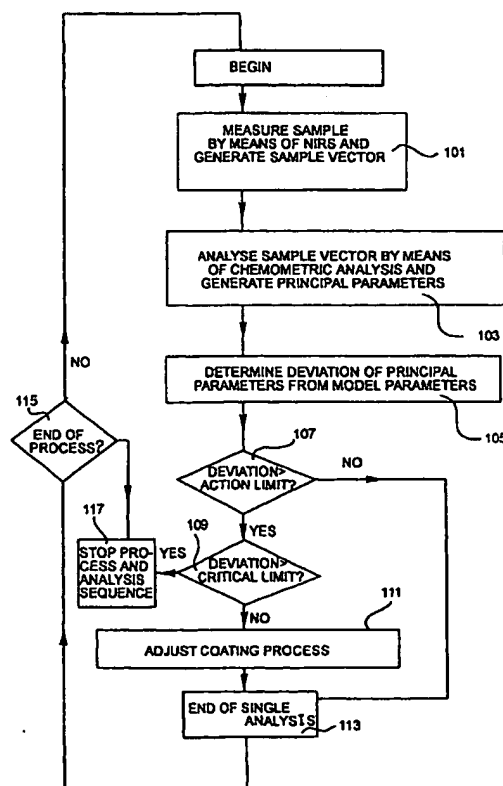 BEGIN
MEASURE SAMPLE
BY MEANS OF NIRS AND
GENERATE SAMPLE VECTOR
101
ANALYSE SAMPLE VECTOR BY MEANS
OF CHEMOMETRIC ANALYSIS AND
GENERATE PRINCIPAL PARAMETERS
103
DETERMINE DEVIATION OF PRINCIPAL
PARAMETERS FROM MODEL PARAMETERS
105
NO
115
END OF
PROCESS?
107
DEVIATION>
ACTION LIMIT?
NO
YES
117
STOP PRO-
CESS AND
ANALYSIS
SEQUENCE
YES
109
DEVIATION>
CRITICAL LIMIT?
NO
111
ADJUST COATING PROCESS
END OF SINGLE
ANALYSIS
113